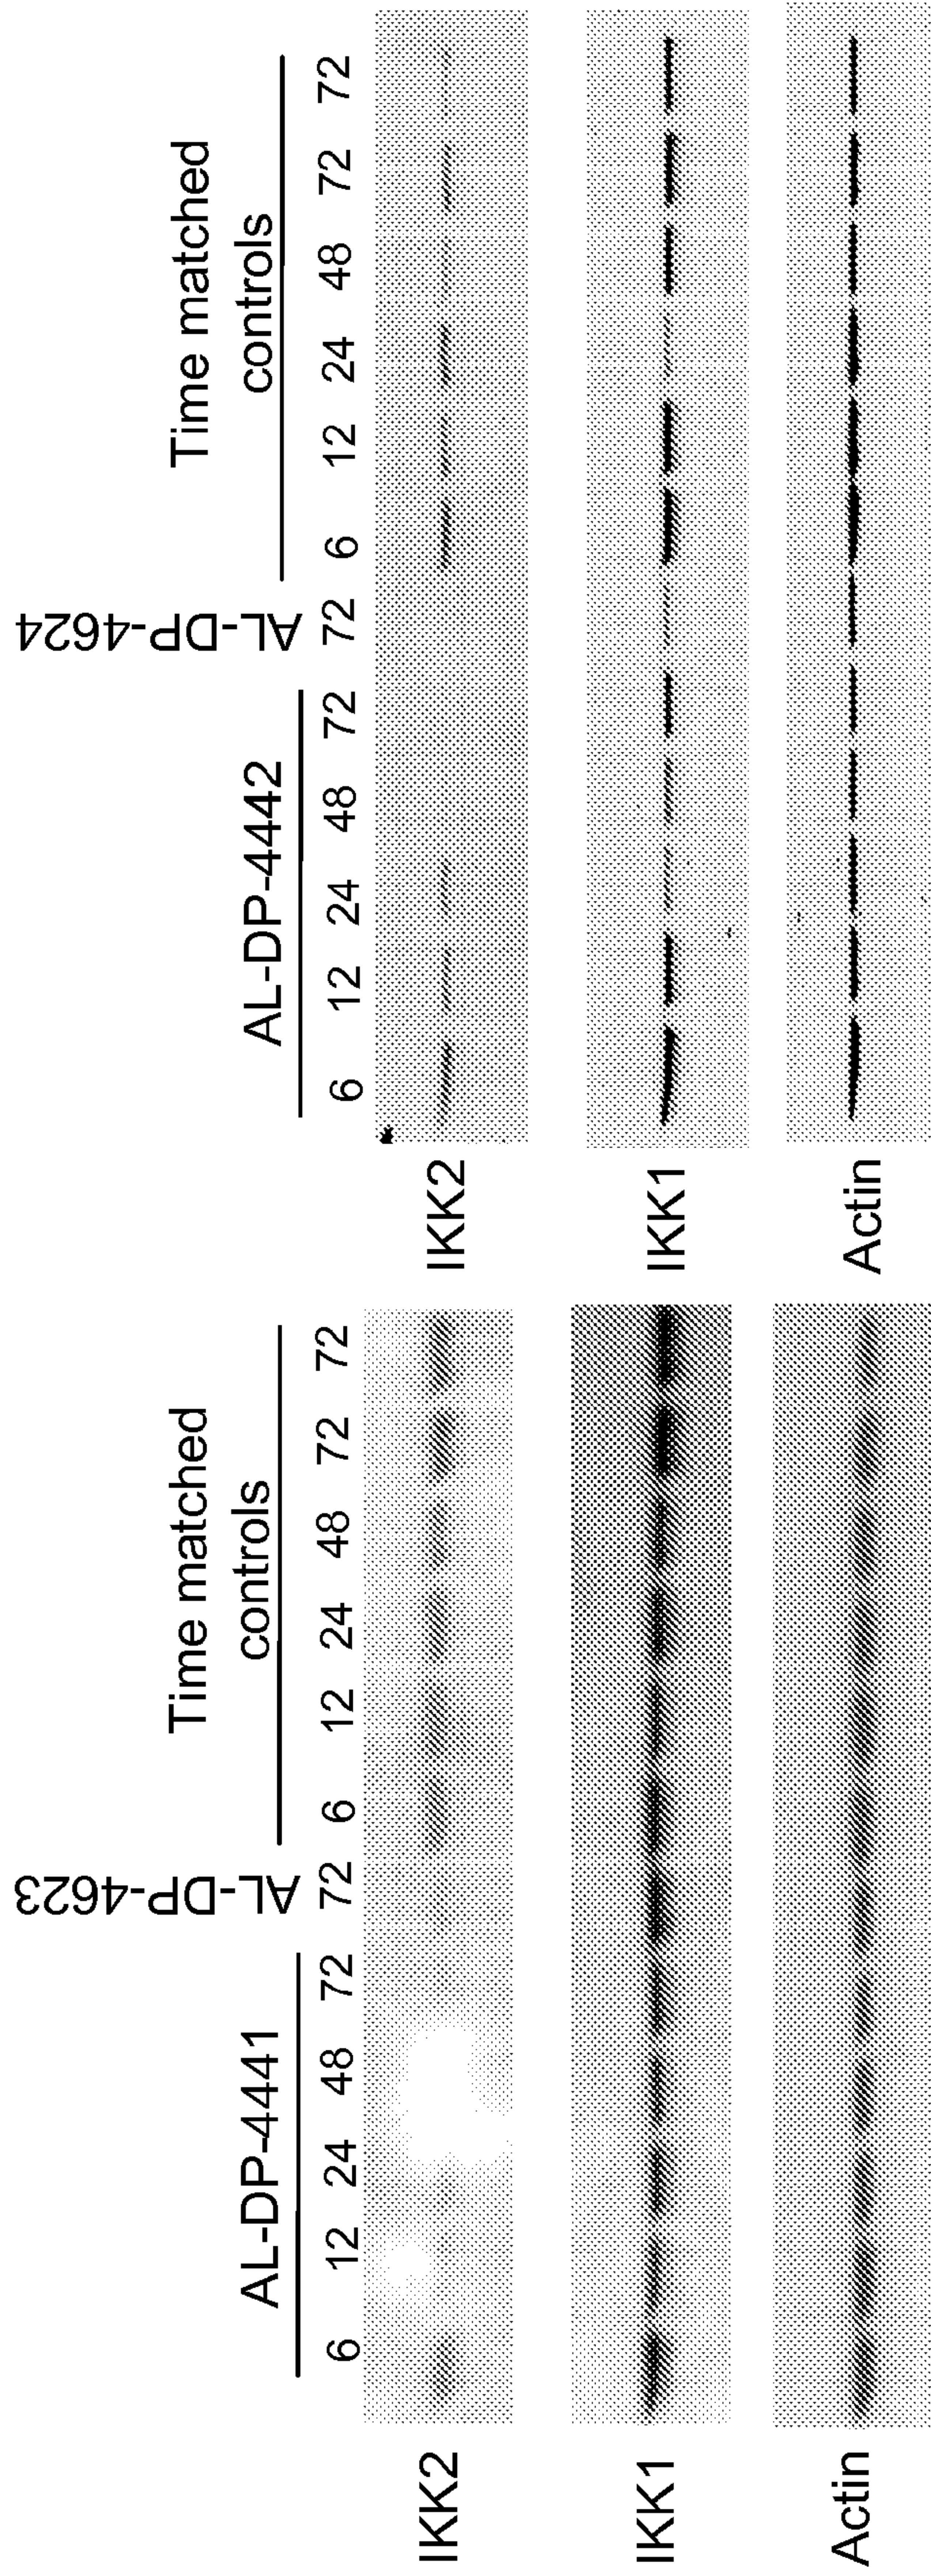 AL-DP-4441
AL-DP-4623
Time matched
controls
6 12 24 48 72 72 6 12 24 48 72 72
IKK2
IKK1
Actin
AL-DP-4442
AL-DP-4624
Time matched
controls
6 12 24 48 72 72 6 12 24 48 72 72
IKK2
IKK1
Actin